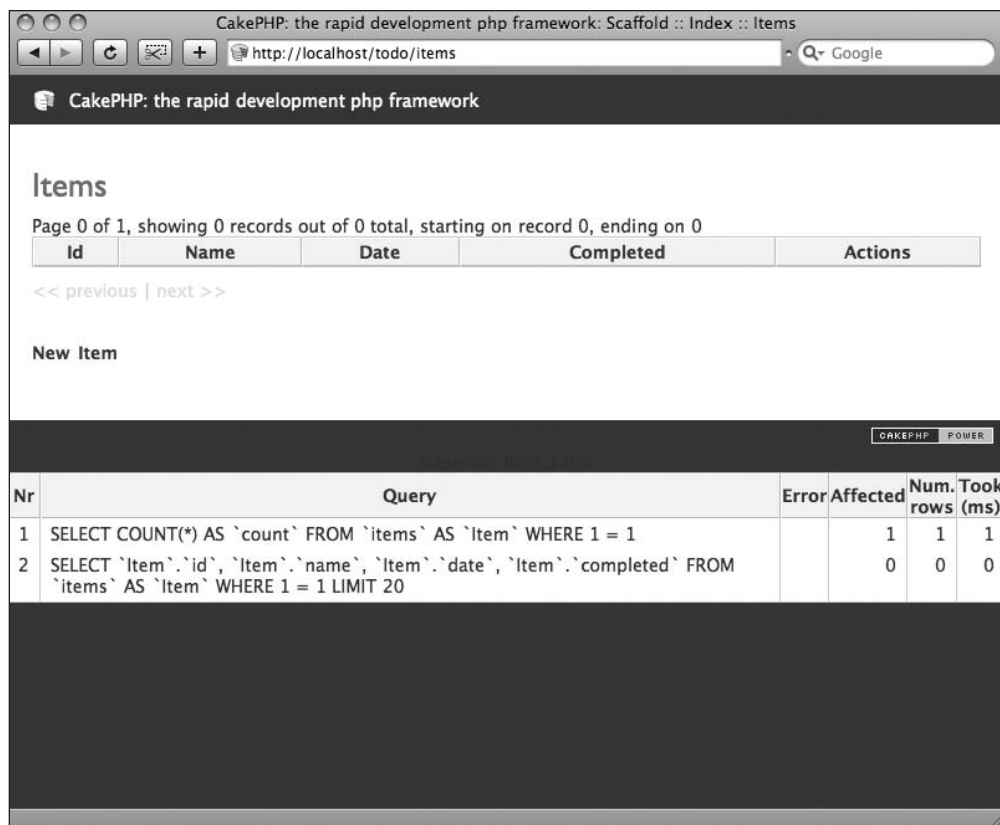 CakePHP: the rapid development php framework: Scaffold :: Index :: Items
http://localhost/todo/items
Google
CakePHP: the rapid development php framework
Items
Page 0 of 1, showing 0 records out of 0 total, starting on record 0, ending on 0
Id Name Date Completed Actions
<< previous | next >>
New Item
CAKEPHP POWER
Nr Query Error Affected Num. rows Took (ms)
1 SELECT COUNT(*) AS `count` FROM `items` AS `Item` WHERE 1 = 1 1 1 1
2 SELECT `Item`.`id`, `Item`.`name`, `Item`.`date`, `Item`.`completed` FROM
`items` AS `Item` WHERE 1 = 1 LIMIT 20 0 0 0